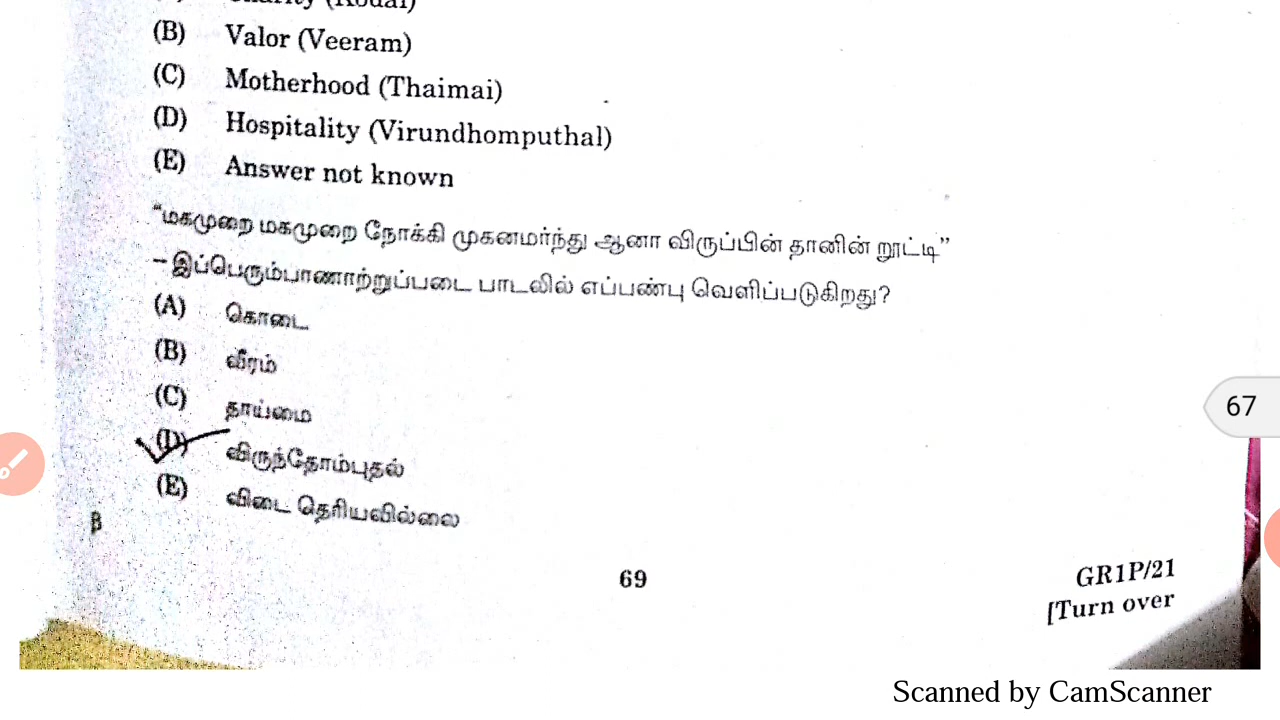 (Kodai)
(B) Valor (Veeram)
(C) Motherhood (Thaimai)
(D) Hospitality (Virundhomputhal)
(E) Answer not known
“மகமுறை மகமுறை நோக்கி முகனமர்ந்து ஆனா விருப்பின் தானின் றூட்டி”
– இப்பெரும்பாணாற்றுப்படை பாடலில் எப்பண்பு வெளிப்படுகிறது?
(A) கொடை
(B) வீரம்
(C) தாய்மை
(D) விருந்தோம்புதல்
(E) விடை தெரியவில்லை
β
67
69
GR1P/21
[Turn over
Scanned by CamScanner